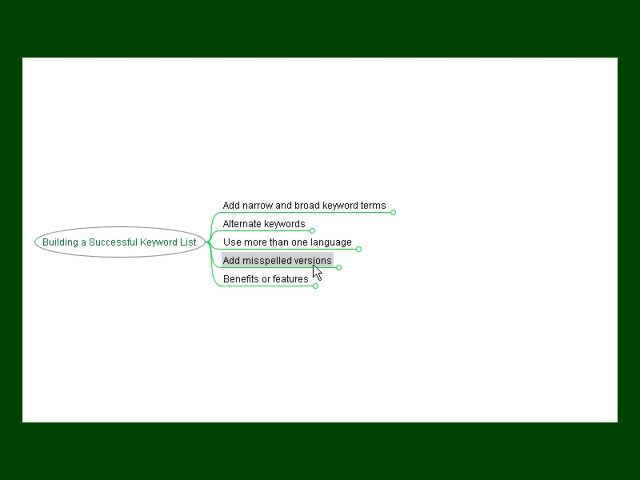 Add narrow and broad keyword terms
Alternate keywords
Building a Successful Keyword List
Use more than one language
Add misspelled versions
Benefits or features